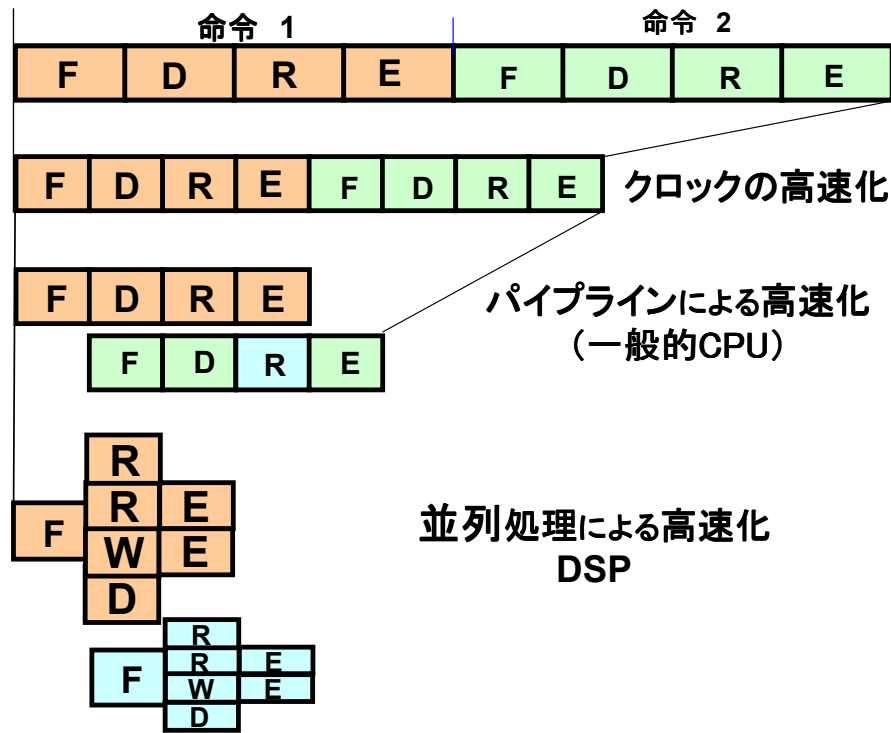 命令 1 命令 2
F D R E F D R E
F D R E F D R E クロックの高速化
F D R E パイプラインによる高速化
(一般的CPU)
F D R E
R
F R E 並列処理による高速化
W E DSP
D
R
F R E
W E
D